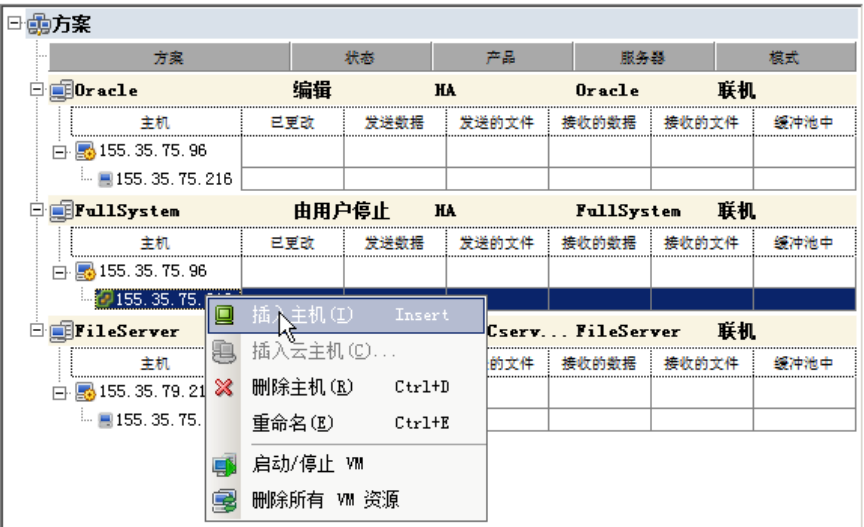 方案
方案 状态 产品 服务器 模式
Oracle 编辑 HA Oracle 联机
主机 已更改 发送数据 发送的文件 接收的数据 接收的文件 缓冲池中
155.35.75.96
155.35.75.216
FullSystem 由用户停止 HA FullSystem 联机
主机 已更改 发送数据 发送的文件 接收的数据 接收的文件 缓冲池中
155.35.75.96
155.35.75.
插入主机(I) Insert
FileServer Cserv... FileServer 联机
插入云主机(C)...
主机 的文件 接收的数据 接收的文件 缓冲池中
155.35.79.21
删除主机(R) Ctrl+D
155.35.75.
重命名(E) Ctrl+E
启动/停止 VM
删除所有 VM 资源